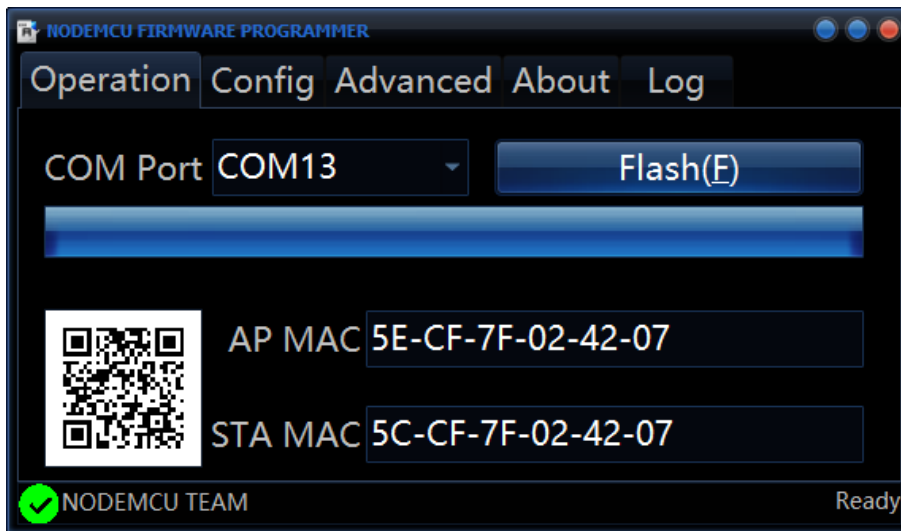 NODEMCU FIRMWARE PROGRAMMER
Operation Config Advanced About Log
COM Port COM13 Flash(F)
AP MAC 5E-CF-7F-02-42-07
STA MAC 5C-CF-7F-02-42-07
NODEMCU TEAM Ready